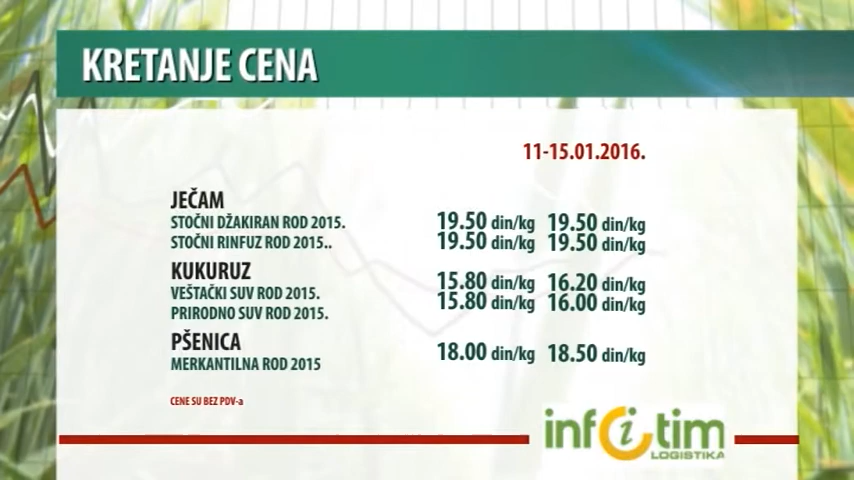 KRETANJE CENA
11-15.01.2016.
JEČAM
STOČNI DŽAKIRAN ROD 2015. 19.50 din/kg 19.50 din/kg
STOČNI RINFUZ ROD 2015.. 19.50 din/kg 19.50 din/kg
KUKURUZ
VEŠTAČKI SUV ROD 2015. 15.80 din/kg 16.20 din/kg
PRIRODNO SUV ROD 2015. 15.80 din/kg 16.00 din/kg
PŠENICA
MERKANTILNA ROD 2015 18.00 din/kg 18.50 din/kg
CENE SU BEZ PDV-a
infotim
LOGISTIKA